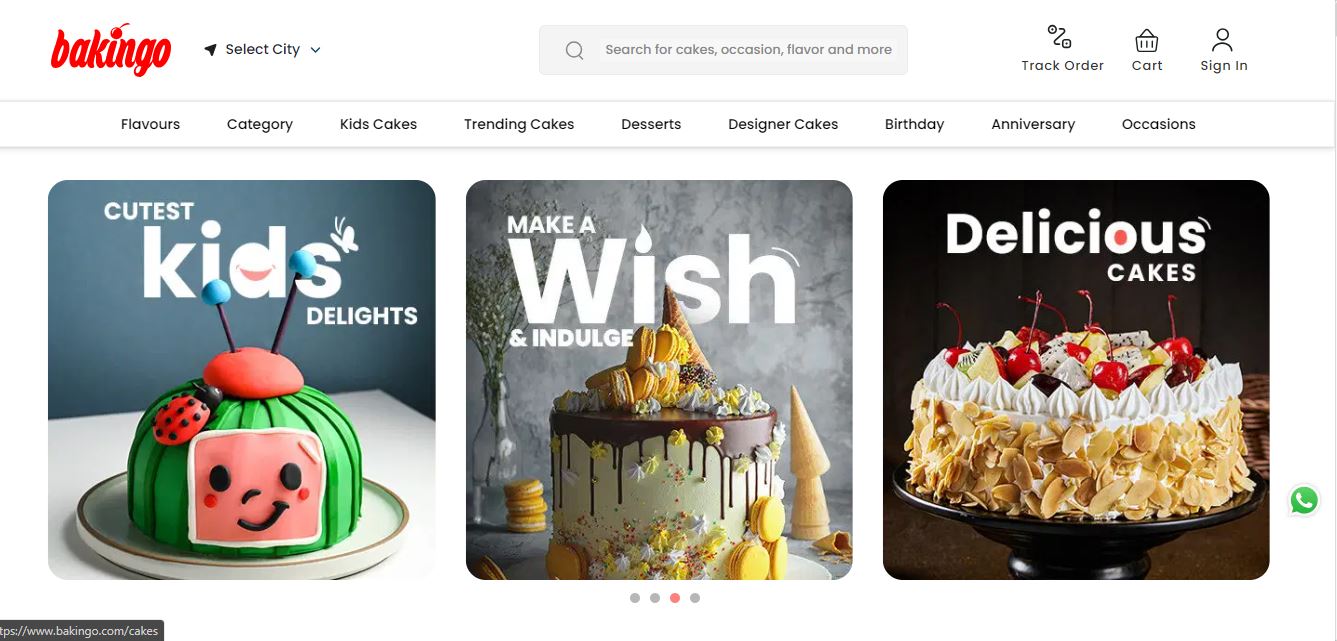 bakingo
Select City
Search for cakes, occasion, flavor and more
Track Order
Cart
Sign In
Flavours
Category
Kids Cakes
Trending Cakes
Desserts
Designer Cakes
Birthday
Anniversary
Occasions
CUTEST
kids
DELIGHTS
MAKE A
Wish
& INDULGE
Delicious
CAKES
tps://www.bakingo.com/cakes